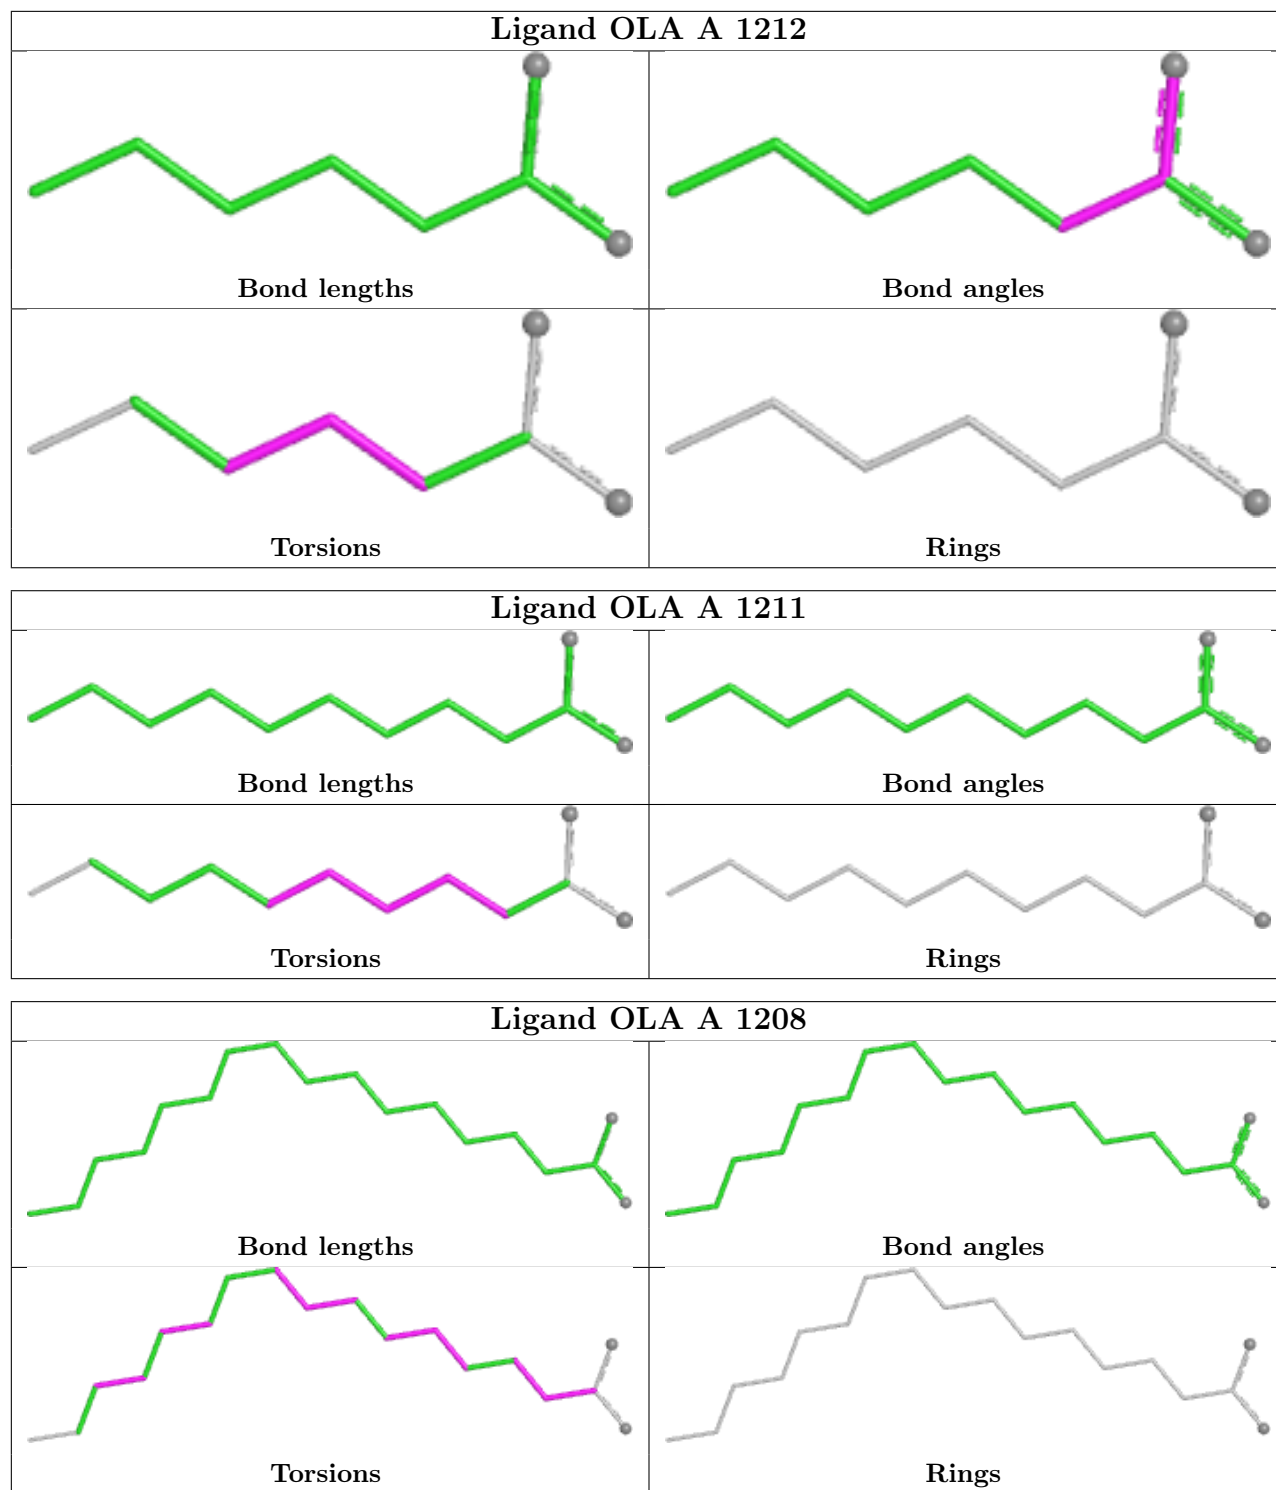 Ligand OLA A 1212
Bond lengths
Bond angles
Torsions
Rings
Ligand OLA A 1211
Bond lengths
Bond angles
Torsions
Rings
Ligand OLA A 1208
Bond lengths
Bond angles
Torsions
Rings